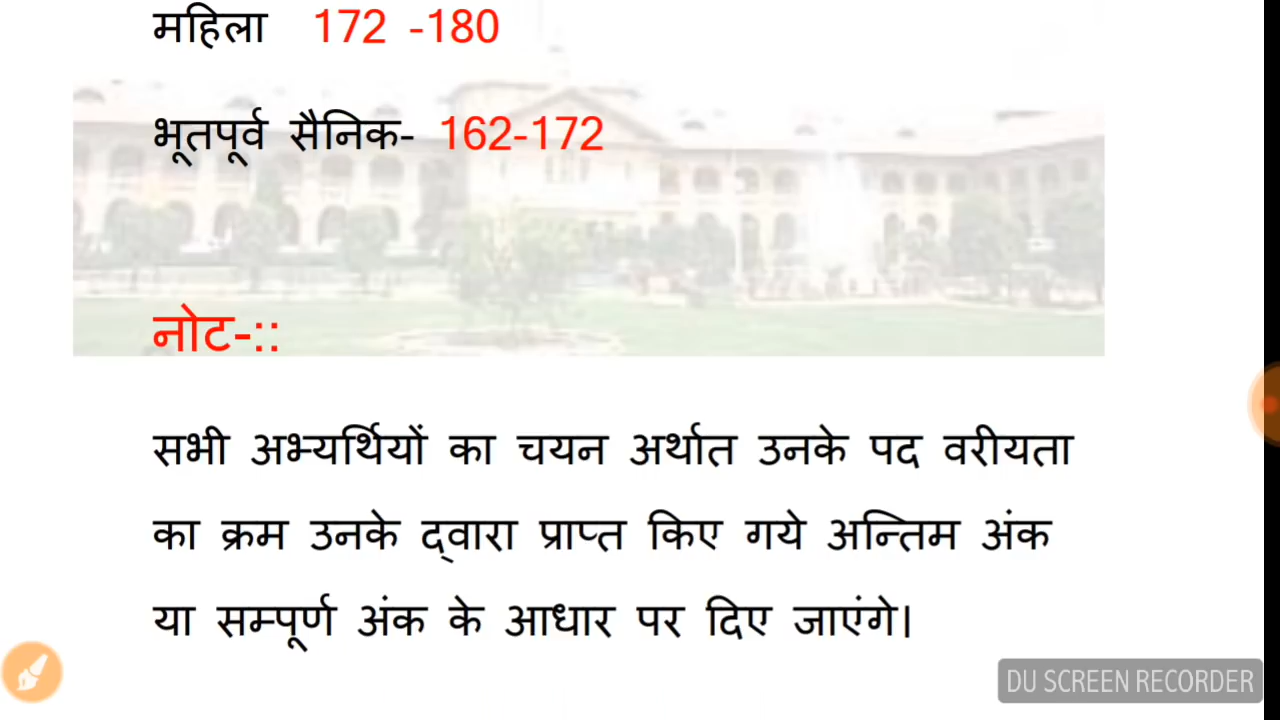 महिला 172 -180
भूतपूर्व सैनिक- 162-172
नोट-::
सभी अभ्यर्थियों का चयन अर्थात उनके पद वरीयता
का क्रम उनके द्वारा प्राप्त किए गये अन्तिम अंक
या सम्पूर्ण अंक के आधार पर दिए जाएंगे।
DU SCREEN RECORDER